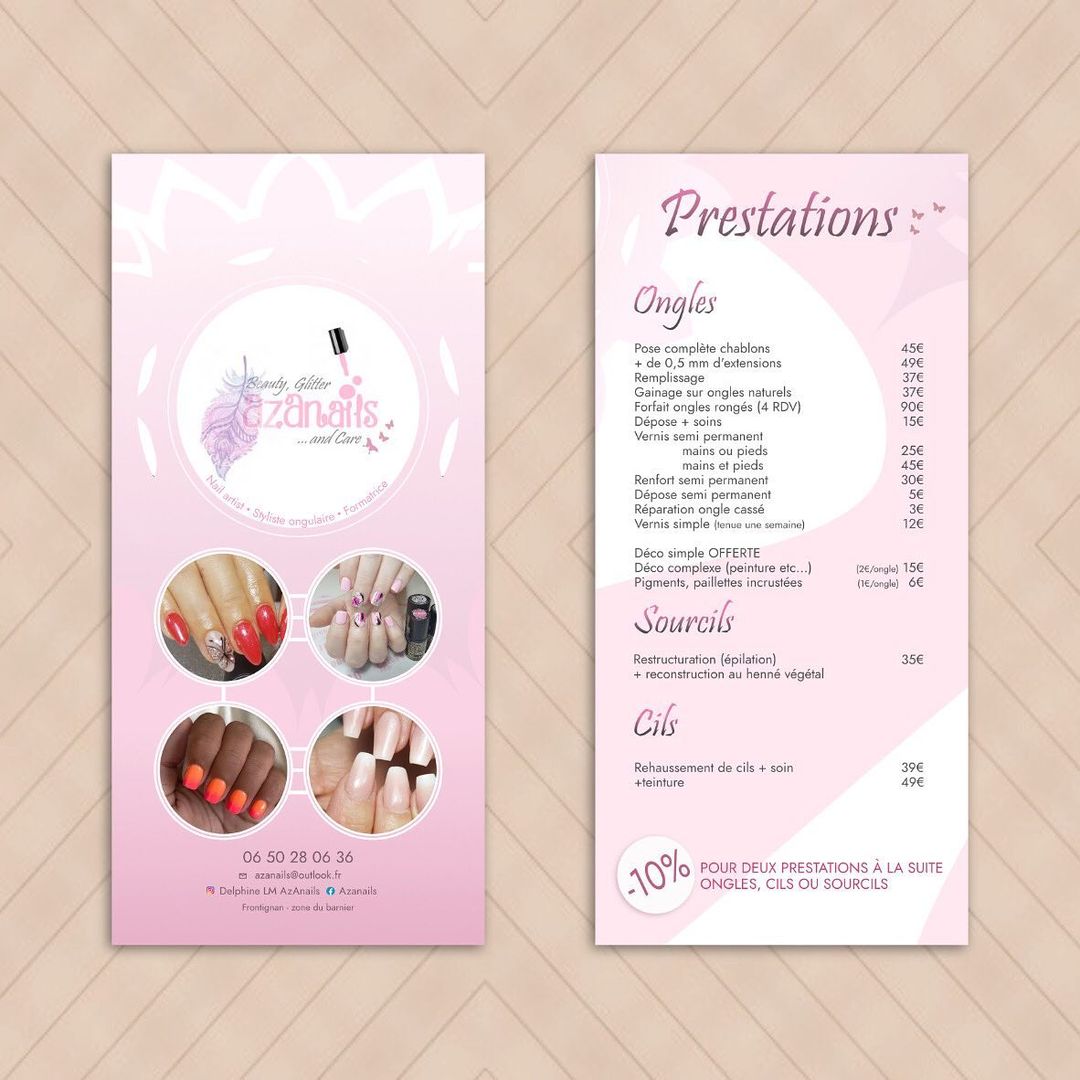 Beauty, Glitter
azanails
...and Care
Nail artist • Styliste ongulaire • Formatrice
06 50 28 06 36
azanails@outlook.fr
Delphine LM AzAnails Azanails
Frontignan - zone du barnier
Prestations
Ongles
Pose complète chablons 45€
+ de 0,5 mm d'extensions 49€
Remplissage 37€
Gainage sur ongles naturels 37€
Forfait ongles rongés (4 RDV) 90€
Dépose + soins 15€
Vernis semi permanent
mains ou pieds 25€
mains et pieds 45€
Renfort semi permanent 30€
Dépose semi permanent 5€
Réparation ongle cassé 3€
Vernis simple (tenue une semaine) 12€
Déco simple OFFERTE
Déco complexe (peinture etc...) (2€/ongle) 15€
Pigments, paillettes incrustées (1€/ongle) 6€
Sourcils
Restructuration (épilation) 35€
+ reconstruction au henné végétal
Cils
Rehaussement de cils + soin 39€
+teinture 49€
-10%
POUR DEUX PRESTATIONS À LA SUITE
ONGLES, CILS OU SOURCILS